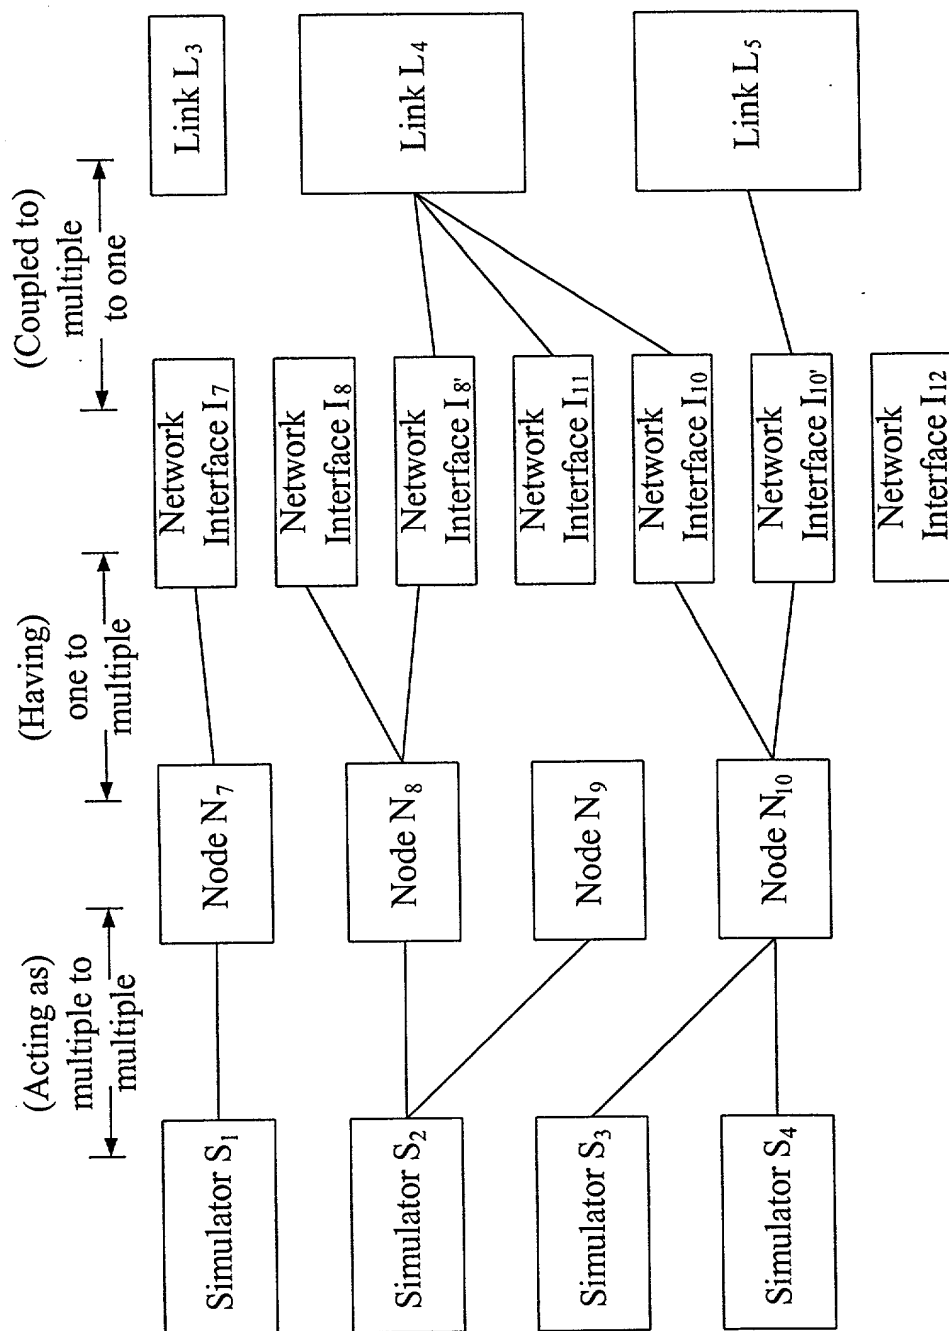 (Acting as)
multiple to
multiple
(Having)
one to
multiple
(Coupled to)
multiple
to one
Simulator S₁
Simulator S₂
Simulator S₃
Simulator S₄
Node N₇
Node N₈
Node N₉
Node N₁₀
Network
Interface I₇
Network
Interface I₈
Network
Interface I₈'
Network
Interface I₁₁
Network
Interface I₁₀
Network
Interface I₁₀'
Network
Interface I₁₂
Link L₃
Link L₄
Link L₅